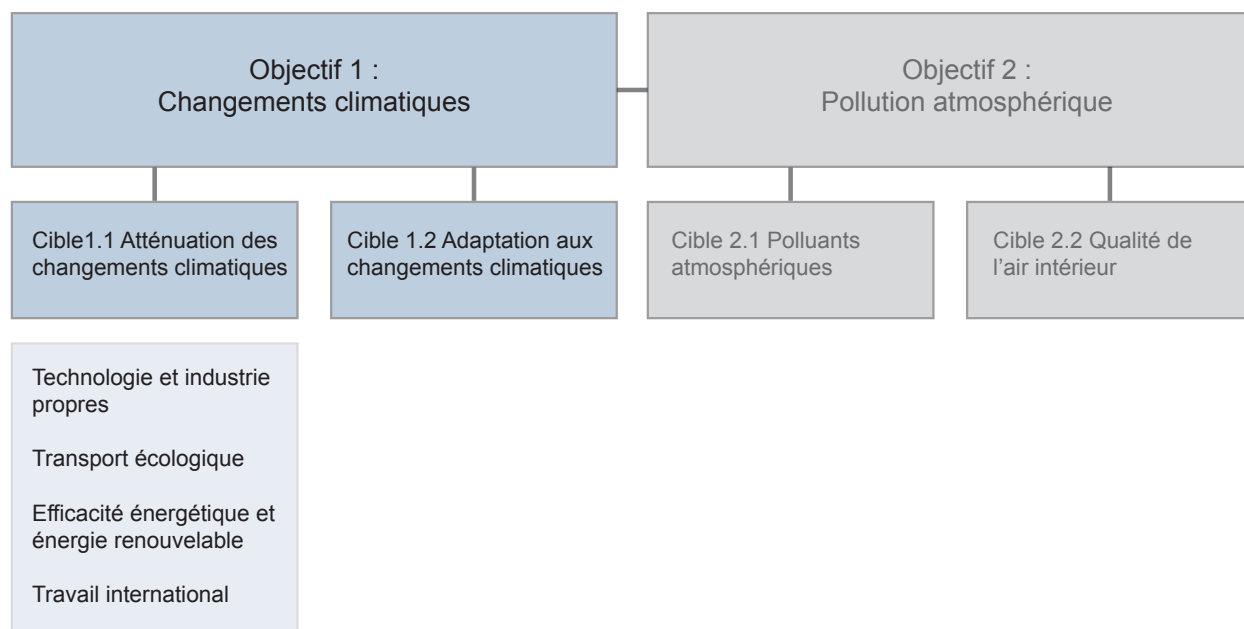 Objectif 1 :
Changements climatiques
Objectif 2 :
Pollution atmosphérique
Cible1.1 Atténuation des
changements climatiques
Cible 1.2 Adaptation aux
changements climatiques
Cible 2.1 Polluants
atmosphériques
Cible 2.2 Qualité de
l’air intérieur
Technologie et industrie
propres
Transport écologique
Efficacité énergétique et
énergie renouvelable
Travail international